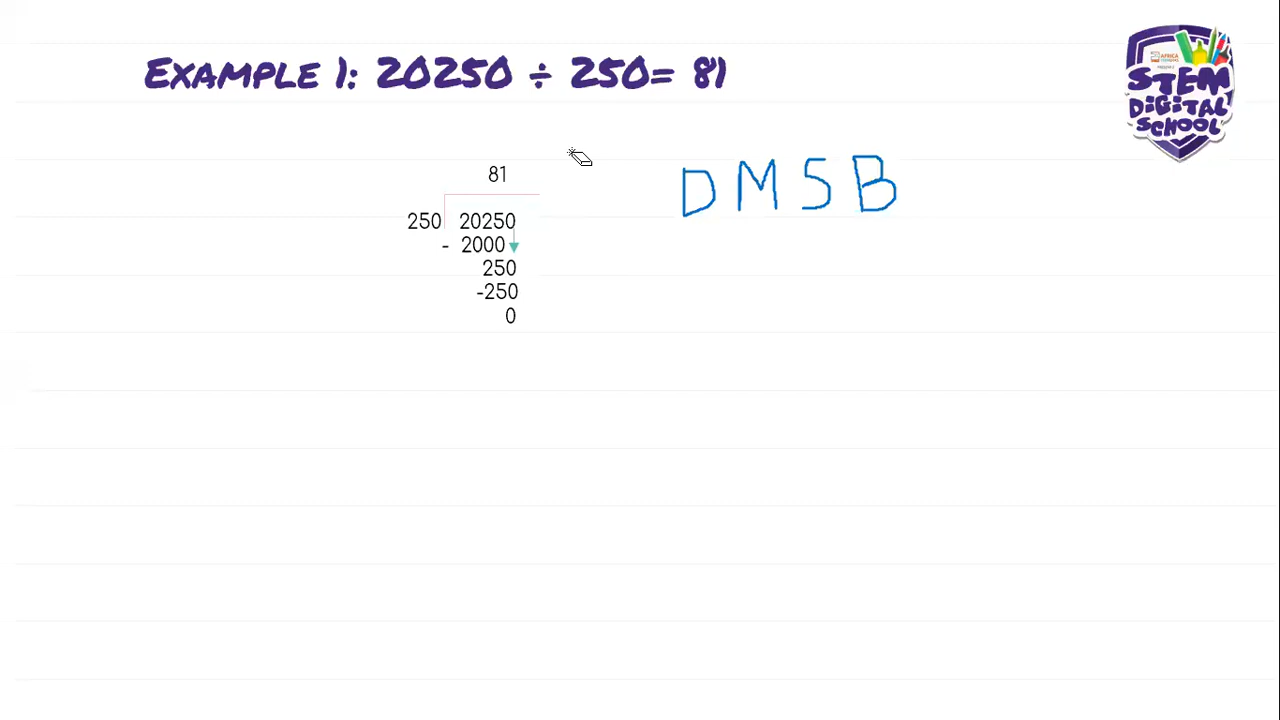 EXAMPLE 1: 20250 ÷ 250= 81
STEM
DIGITAL
SCHOOL
D M S B
81
250 20250
- 2000
250
-250
0